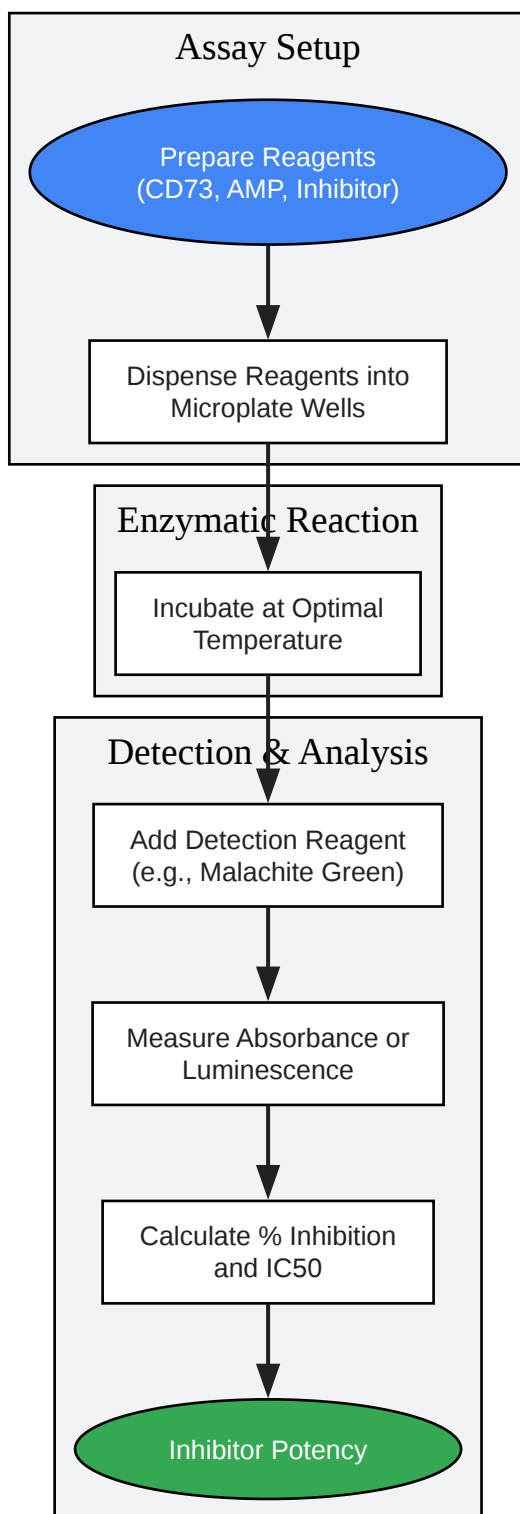 Assay Setup
Prepare Reagents
(CD73, AMP, Inhibitor)
Dispense Reagents into
Microplate Wells
Enzymatic Reaction
Incubate at Optimal
Temperature
Detection & Analysis
Add Detection Reagent
(e.g., Malachite Green)
Measure Absorbance or
Luminescence
Calculate % Inhibition
and IC50
Inhibitor Potency